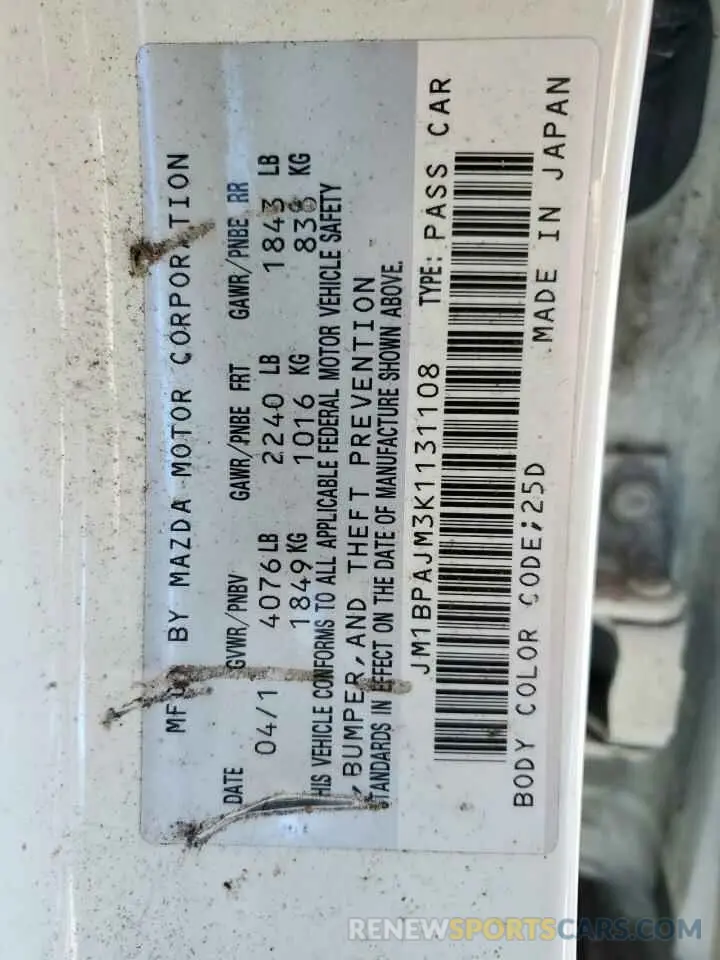 MFD BY MAZDA MOTOR CORPORATION
DATE GVWR/PNBV GAWR/PNBE FRT GAWR/PNBE RR
04/1 4076LB 2240 LB 1843 LB
1849KG 1016 KG 836 KG
HIS VEHICLE CONFORMS TO ALL APPLICABLE FEDERAL MOTOR VEHICLE SAFETY
, BUMPER, AND THEFT PREVENTION
STANDARDS IN EFFECT ON THE DATE OF MANUFACTURE SHOWN ABOVE.
JM1BPAJM3K1131108 TYPE: PASS CAR
BODY COLOR CODE;25D MADE IN JAPAN
RENEWSPORTSCARS.COM